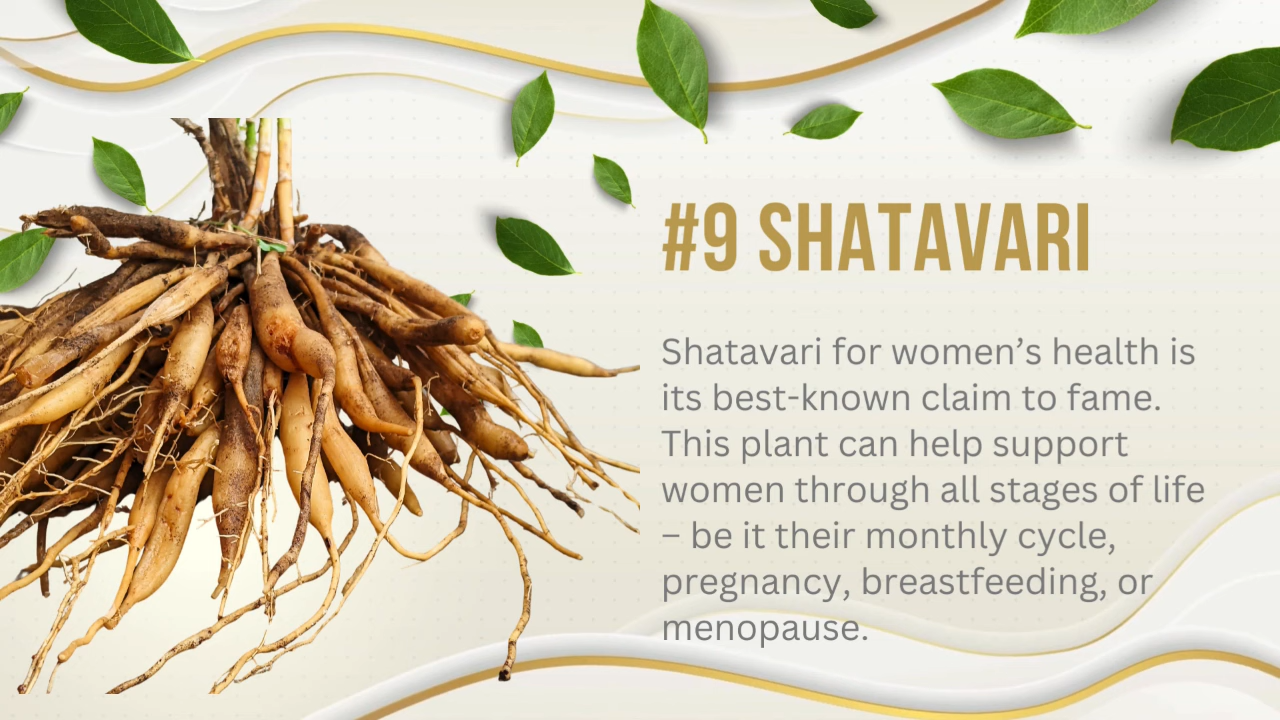 #9 SHATAVARI
Shatavari for women’s health is
its best-known claim to fame.
This plant can help support
women through all stages of life
– be it their monthly cycle,
pregnancy, breastfeeding, or
menopause.